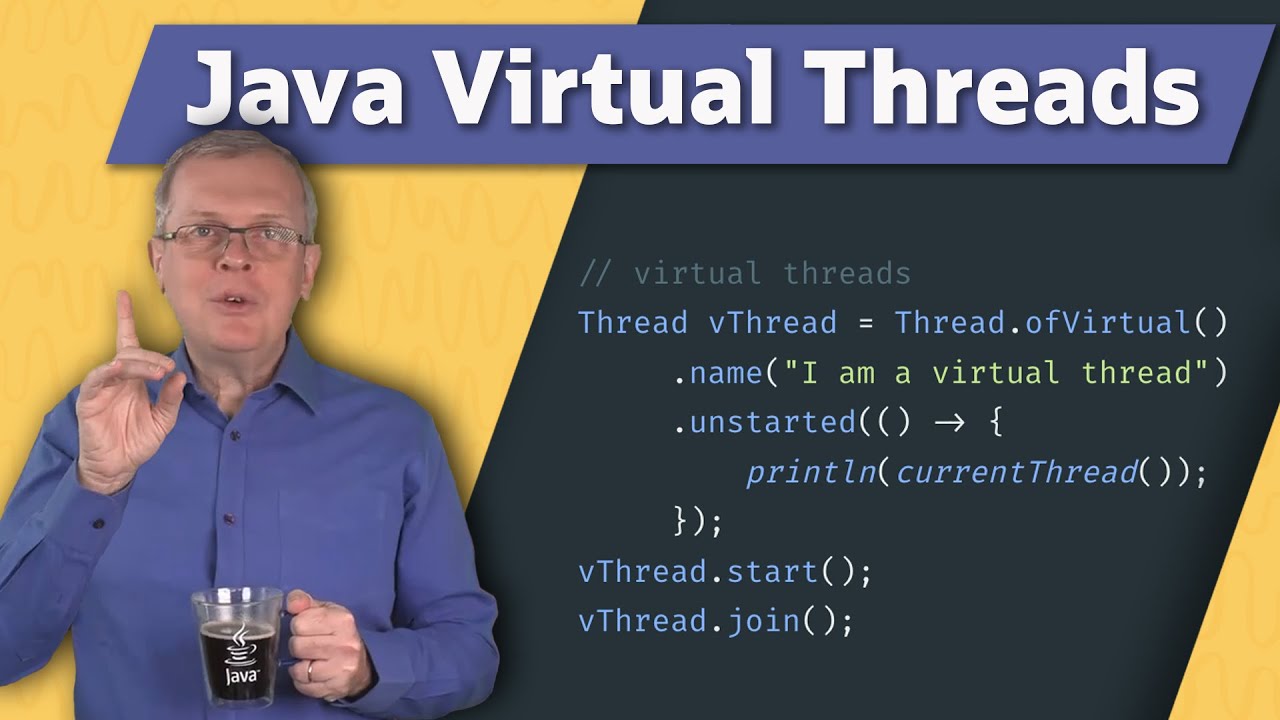 Java Virtual Threads
// virtual threads
Thread vThread = Thread.ofVirtual()
.name("I am a virtual thread")
.unstarted(() -> {
println(currentThread());
});
vThread.start();
vThread.join();
Java™